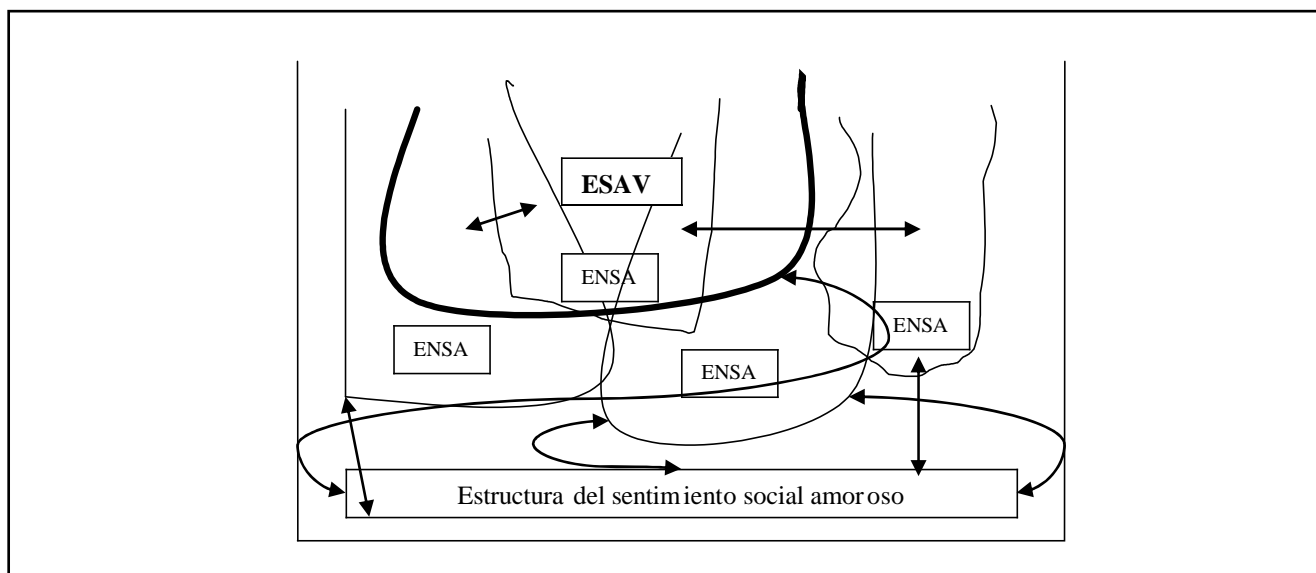 ESAV
ENSA
ENSA
ENSA
ENSA
Estructura del sentimiento social amoroso